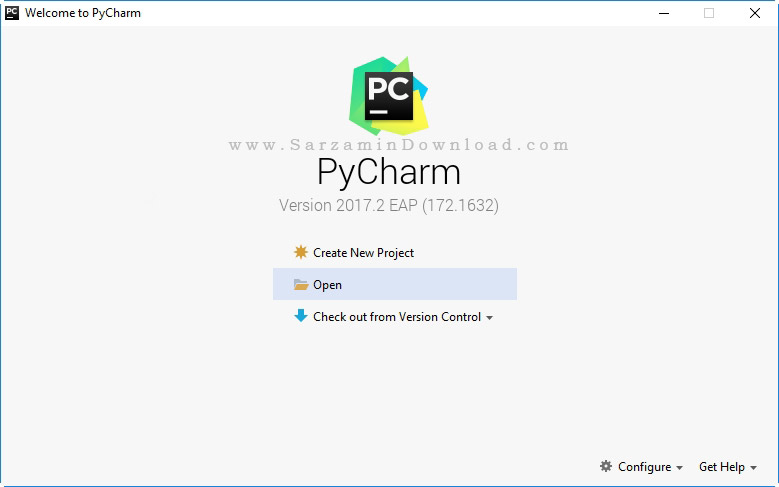 PC Welcome to PyCharm
PC
www.SarzaminDownload.com
PyCharm
Version 2017.2 EAP (172.1632)
Create New Project
Open
Check out from Version Control
Configure Get Help